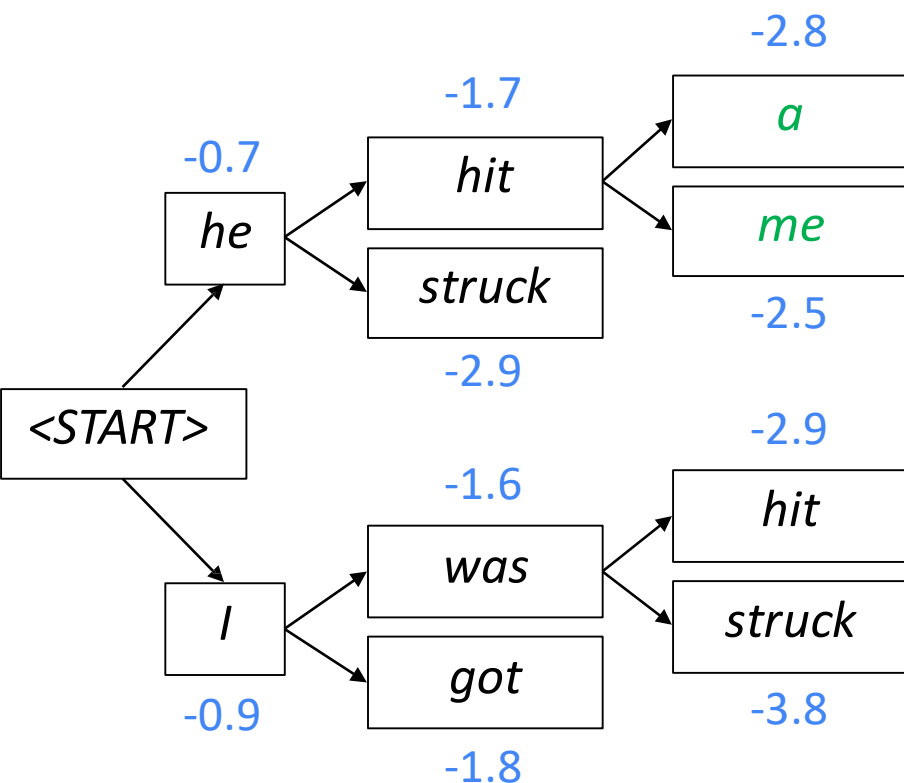 -2.8
-1.7
a
-0.7
hit
he
me
struck
-2.5
-2.9
<START>
-2.9
-1.6
hit
was
I
struck
got
-0.9
-3.8
-1.8